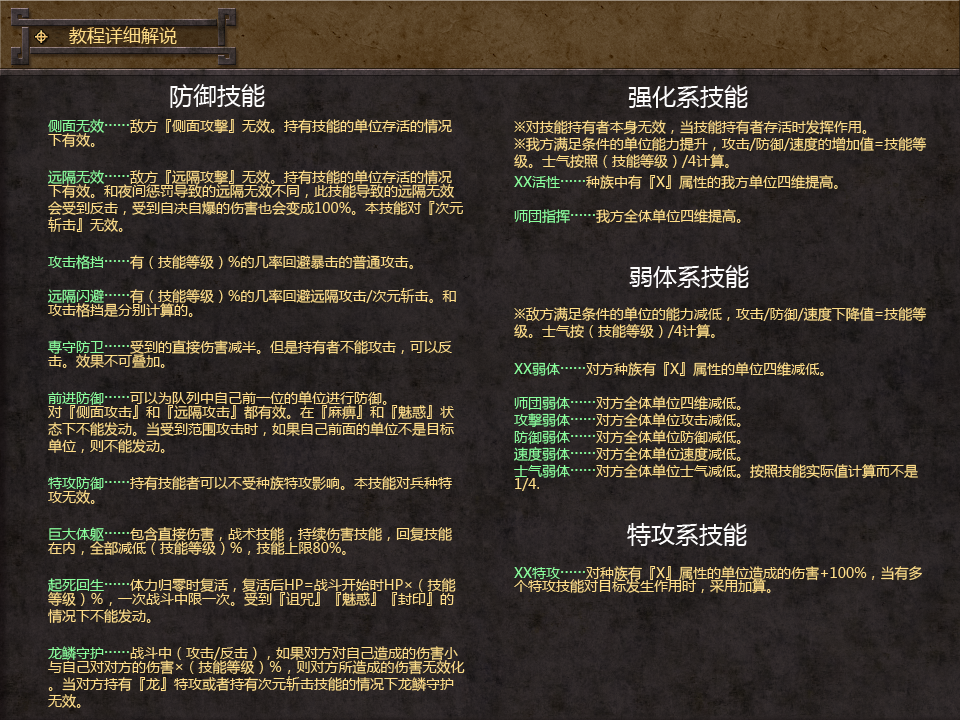 教程详细解说
防御技能
侧面无效……敌方『侧面攻撃』无效。持有技能的单位存活的情况
下有效。
远隔无效……敌方『远隔攻撃』无效。持有技能的单位存活的情况
下有效。和夜间惩罚导致的远隔无效不同，此技能导致的远隔无效
会受到反击，受到自决自爆的伤害也会变成100%。本技能对『次元
斩击』无效。
攻击格挡……有（技能等级）%的几率回避暴击的普通攻击。
远隔闪避……有（技能等级）%的几率回避远隔攻击/次元斩击。和
攻击格挡是分别计算的。
専守防卫……受到的直接伤害减半。但是持有者不能攻击，可以反
击。效果不可叠加。
前进防御……可以为队列中自己前一位的单位进行防御。
对『侧面攻击』和『远隔攻击』都有效。在『麻痹』和『魅惑』状
态下不能发动。当受到范围攻击时，如果自己前面的单位不是目标
单位，则不能发动。
特攻防御……持有技能者可以不受种族特攻影响。本技能对兵种特
攻无效。
巨大体躯……包含直接伤害，战术技能，持续伤害技能，回复技能
在内，全部减低（技能等级）%，技能上限80%。
起死回生……体力归零时复活，复活后HP=战斗开始时HP×（技能
等级）%，一次战斗中限一次。受到『诅咒』『魅惑』『封印』的
情况下不能发动。
龙鳞守护……战斗中（攻击/反击），如果对方对自己造成的伤害小
与自己对对方的伤害×（技能等级）%，则对方所造成的伤害无效化
。当对方持有『龙』特攻或者持有次元斩击技能的情况下龙鳞守护
无效。
强化系技能
※对技能持有者本身无效，当技能持有者存活时发挥作用。
※我方满足条件的单位能力提升，攻击/防御/速度的增加值=技能等
级。士气按照（技能等级）/4计算。
XX活性……种族中有『X』属性的我方单位四维提高。
师团指挥……我方全体单位四维提高。
弱体系技能
※敌方满足条件的单位的能力减低，攻击/防御/速度下降值=技能等
级。士气按（技能等级）/4计算。
XX弱体……对方种族有『X』属性的单位四维减低。
师团弱体……对方全体单位四维减低。
攻撃弱体……对方全体单位攻击减低。
防御弱体……对方全体单位防御减低。
速度弱体……对方全体单位速度减低。
士气弱体……对方全体单位士气减低。按照技能实际值计算而不是
1/4.
特攻系技能
XX特攻……对种族有『X』属性的单位造成的伤害+100%，当有多
个特攻技能对目标发生作用时，采用加算。